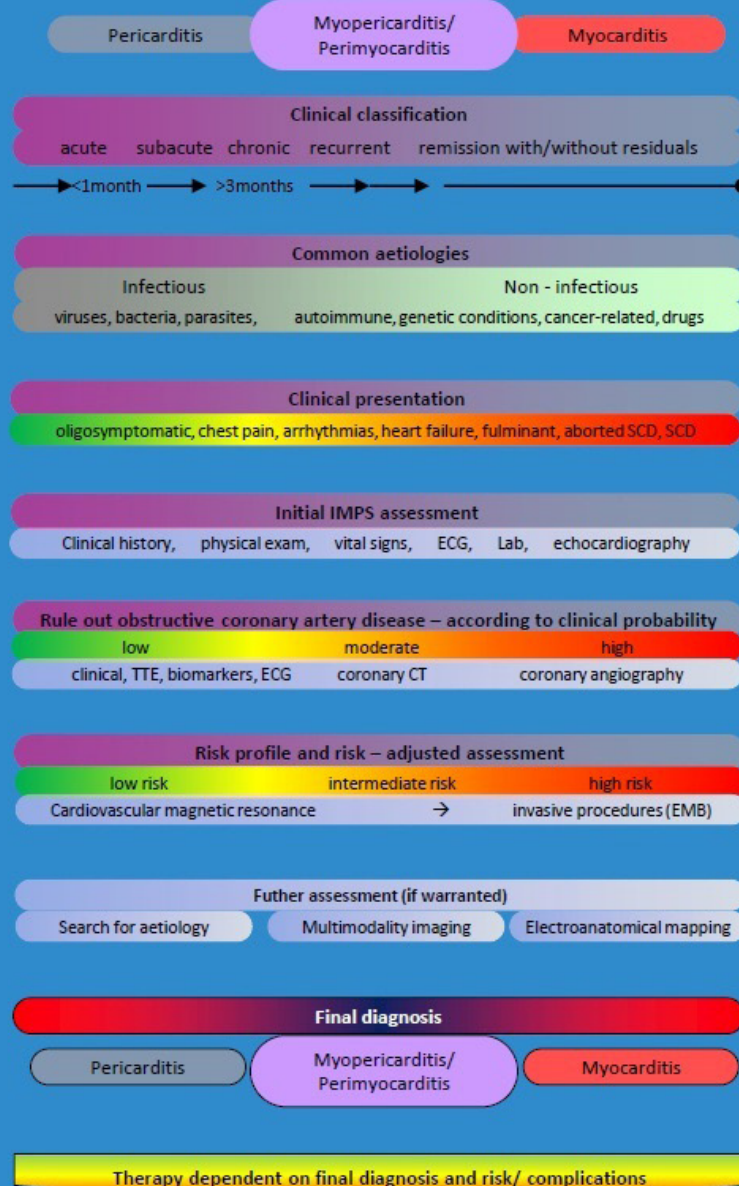 Pericarditis
Myopericarditis/
Perimyocarditis
Myocarditis
Clinical classification
acute subacute chronic recurrent remission with/without residuals
<1month >3months
Common aetiologies
Infectious Non - infectious
viruses, bacteria, parasites, autoimmune, genetic conditions, cancer-related, drugs
Clinical presentation
oligosymptomatic, chest pain, arrhythmias, heart failure, fulminant, aborted SCD, SCD
Initial IMPS assessment
Clinical history, physical exam, vital signs, ECG, Lab, echocardiography
Rule out obstructive coronary artery disease – according to clinical probability
low moderate high
clinical, TTE, biomarkers, ECG coronary CT coronary angiography
Risk profile and risk – adjusted assessment
low risk intermediate risk high risk
Cardiovascular magnetic resonance → invasive procedures (EMB)
Futher assessment (if warranted)
Search for aetiology Multimodality imaging Electroanatomical mapping
Final diagnosis
Pericarditis
Myopericarditis/
Perimyocarditis
Myocarditis
Therapy dependent on final diagnosis and risk/ complications